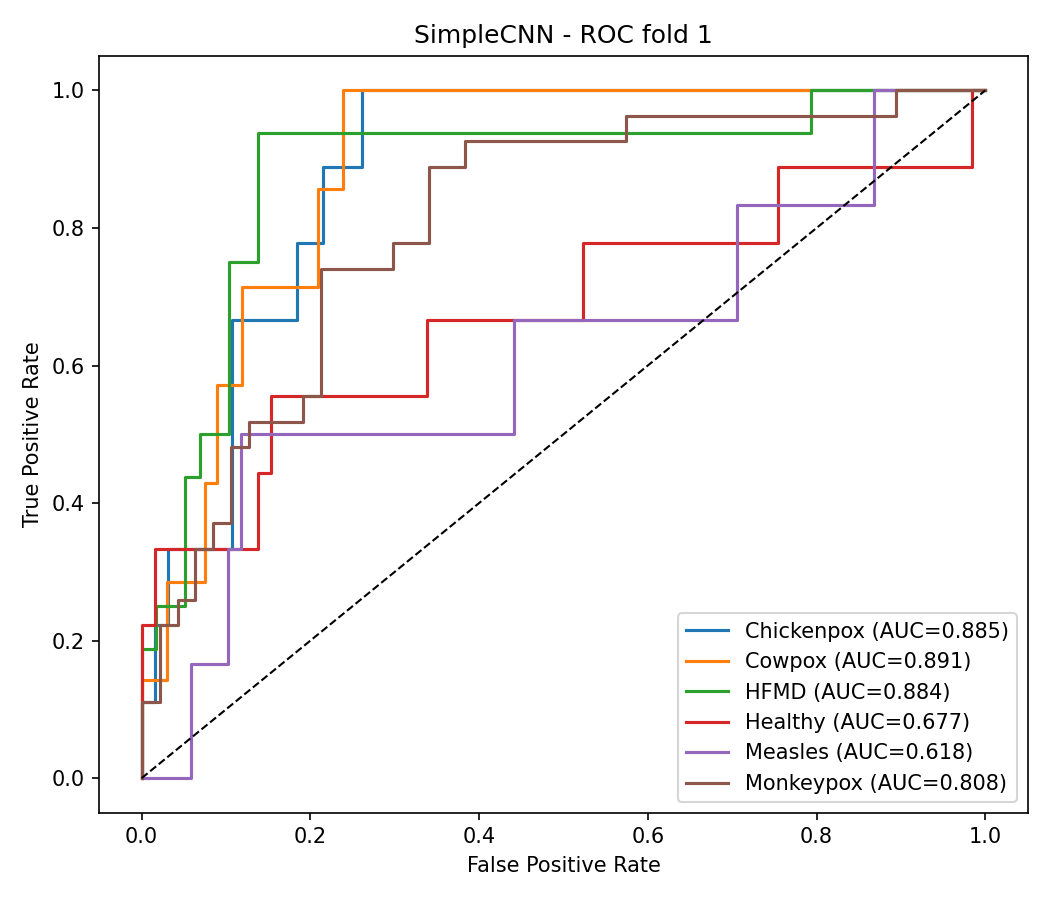 SimpleCNN - ROC fold 1
True Positive Rate
1.0
0.8
0.6
0.4
0.2
0.0
Chickenpox (AUC=0.885)
Cowpox (AUC=0.891)
HFMD (AUC=0.884)
Healthy (AUC=0.677)
Measles (AUC=0.618)
Monkeypox (AUC=0.808)
0.0 0.2 0.4 0.6 0.8 1.0
False Positive Rate